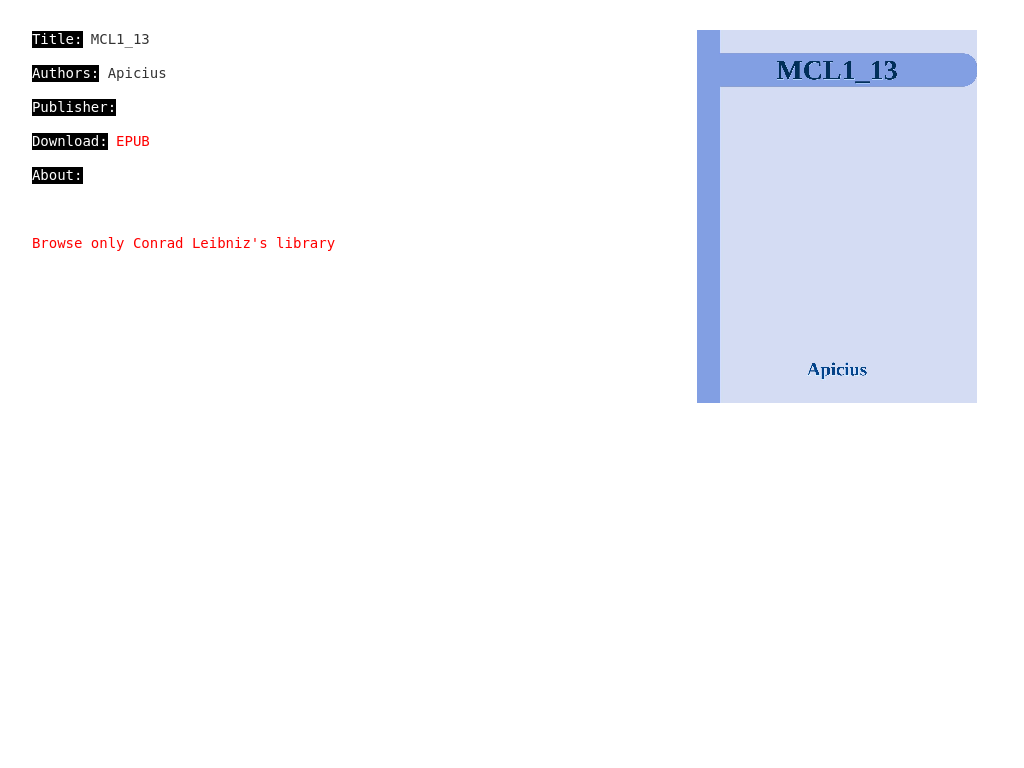 Title: MCL1_13
Authors: Apicius
Publisher:
Download: EPUB
About:
Browse only Conrad Leibniz's library
MCL1_13
Apicius